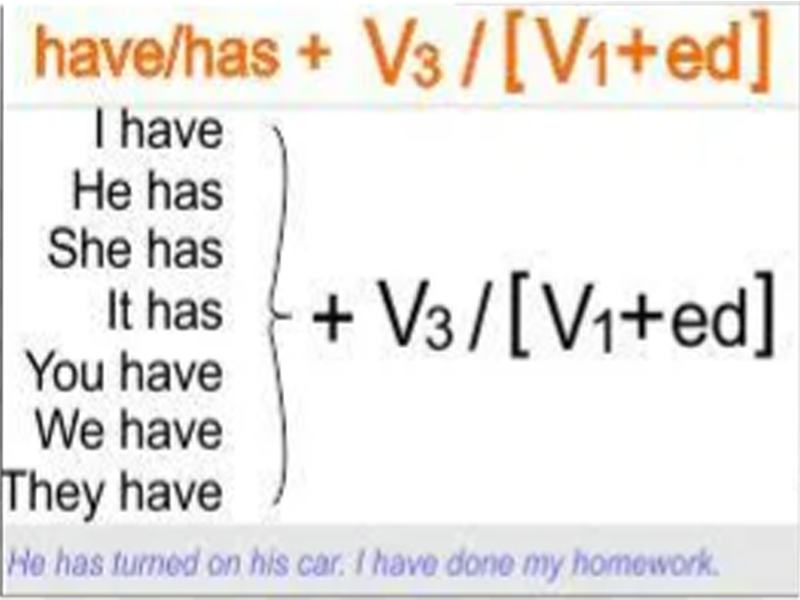 have/has + V3 / [V1+ed]
I have
He has
She has
It has
You have
We have
They have
+ V3 / [V1+ed]
He has turned on his car. I have done my homework.